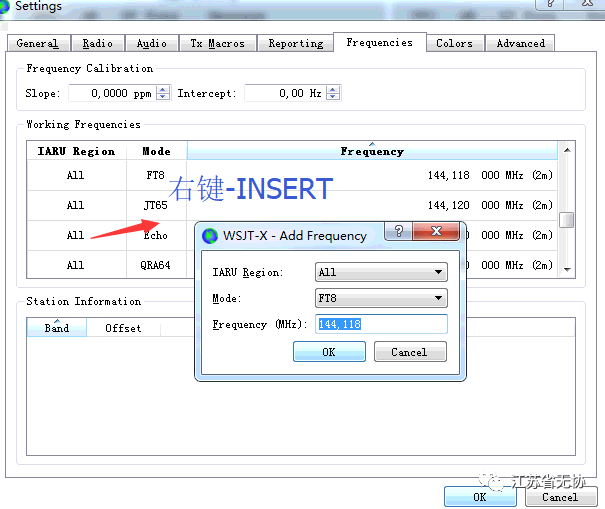 Settings
General Radio Audio Tx Macros Reporting Frequencies Colors Advanced
Frequency Calibration
Slope: 0,0000 ppm Intercept: 0,00 Hz
Working Frequencies
IARU Region Mode Frequency
All FT8 144,118 000 MHz (2m)
右键-INSERT
All JT65 144,120 000 MHz (2m)
All Echo 0 000 MHz (2m)
All QRA64 0 000 MHz (2m)
WSJT-X - Add Frequency
IARU Region: All
Mode: FT8
Frequency (MHz): 144,118
OK Cancel
Station Information
Band Offset
江苏省无协
OK Cancel